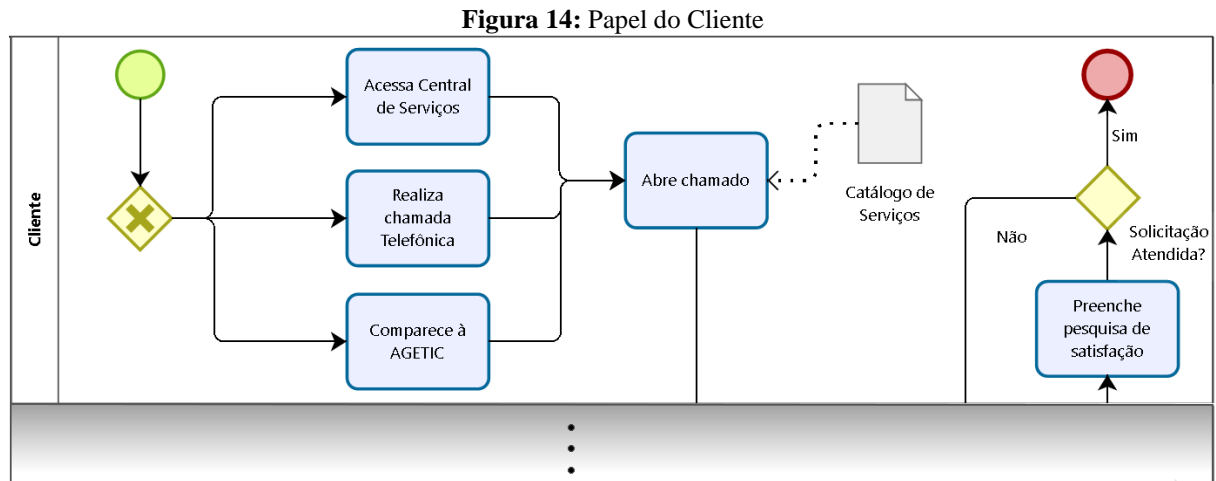 Figura 14: Papel do Cliente
Cliente
Acessa Central
de Serviços
Realiza
chamada
Telefônica
Comparece à
AGETIC
Abre chamado
Catálogo de
Serviços
Sim
Não
Solicitação
Atendida?
Preenche
pesquisa de
satisfação